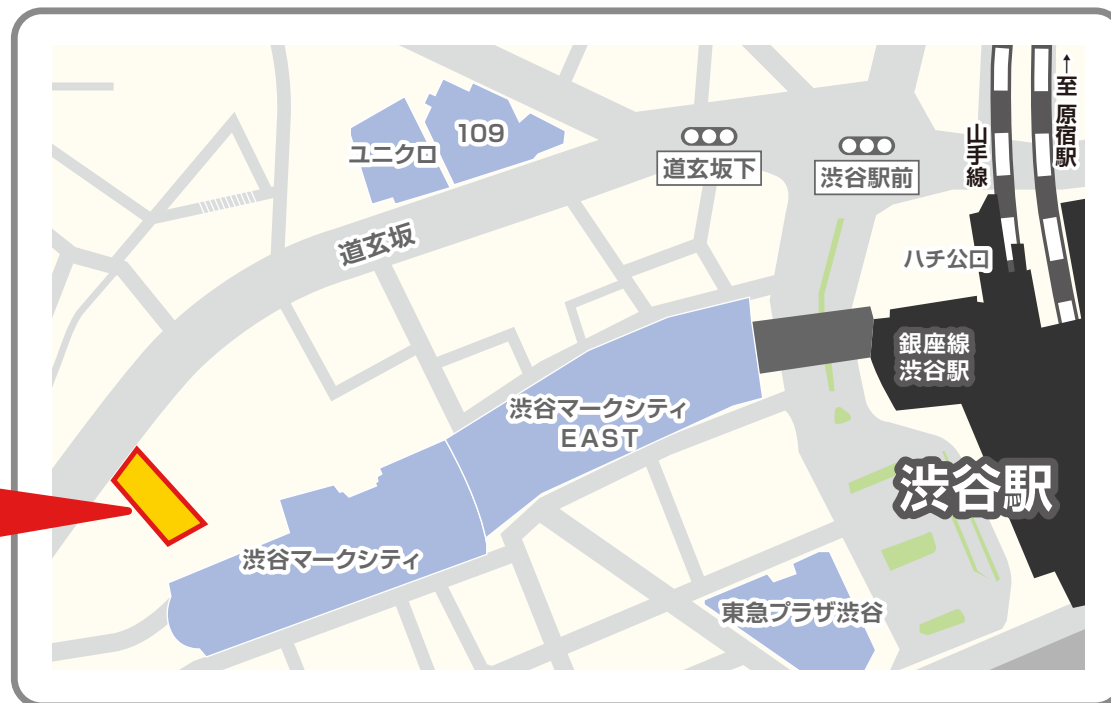 ↑至 原宿駅
山手線
109
ユニクロ
道玄坂下
渋谷駅前
道玄坂
ハチ公口
銀座線
渋谷駅
渋谷マークシティ
EAST
渋谷駅
渋谷マークシティ
東急プラザ渋谷